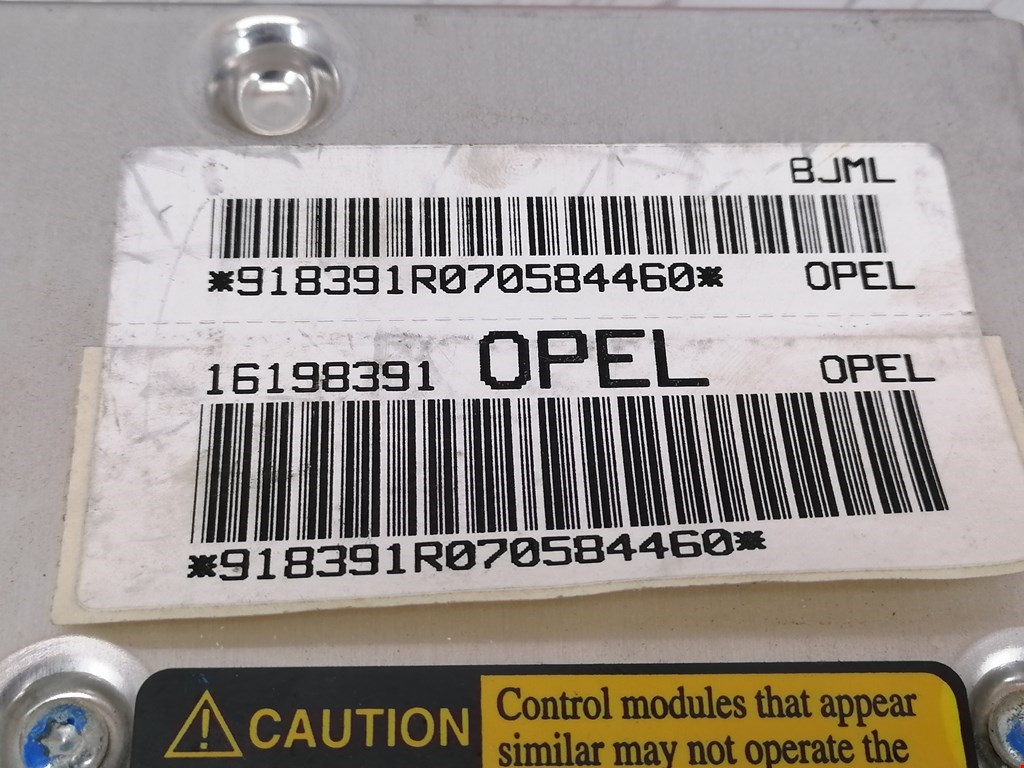 BJML
*918391R070584460* OPEL
16198391 OPEL OPEL
*918391R070584460*
CAUTION
Control modules that appear
similar may not operate the